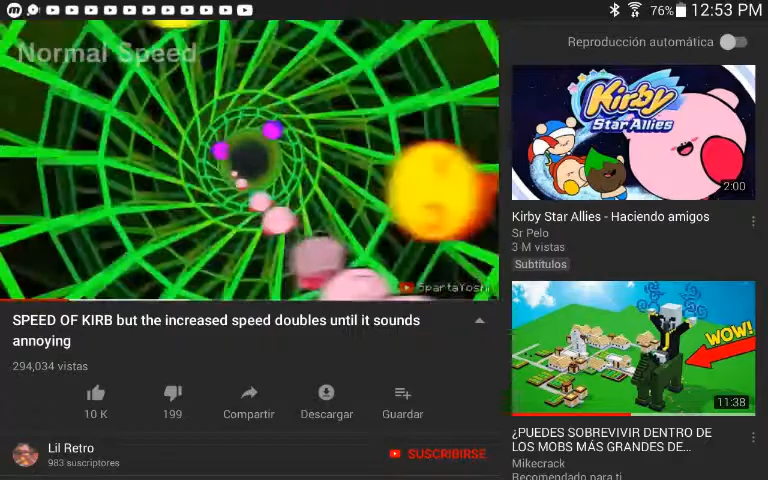 76% 12:53 PM
Normal Speed
SpartaYoshi
SPEED OF KIRB but the increased speed doubles until it sounds
annoying
294,034 vistas
10 K
199
Compartir
Descargar
Guardar
Lil Retro
983 suscriptores
SUSCRIBIRSE
Reproducción automática
Kirby
Star Allies
2:00
Kirby Star Allies - Haciendo amigos
Sr Pelo
3 M vistas
Subtítulos
WOW!
11:38
¿PUEDES SOBREVIVIR DENTRO DE
LOS MOBS MÁS GRANDES DE...
Mikecrack
Recomendado para ti